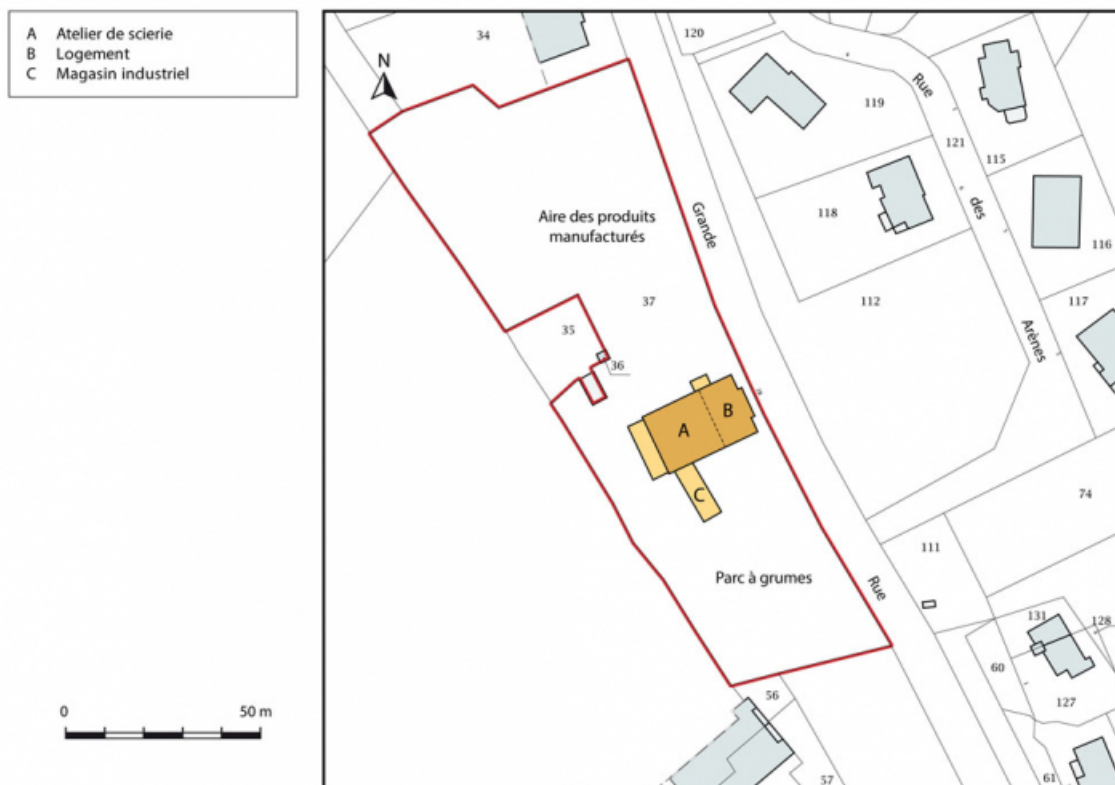 A Atelier de scierie
B Logement
C Magasin industriel
N
34
120
119
Rue
121
115
des
118
116
Grande
Aire des produits
manufacturés
112
117
37
Arènes
35
36
A
B
C
74
111
Parc à grumes
Rue
131
128
60
127
56
57
61
0
50 m